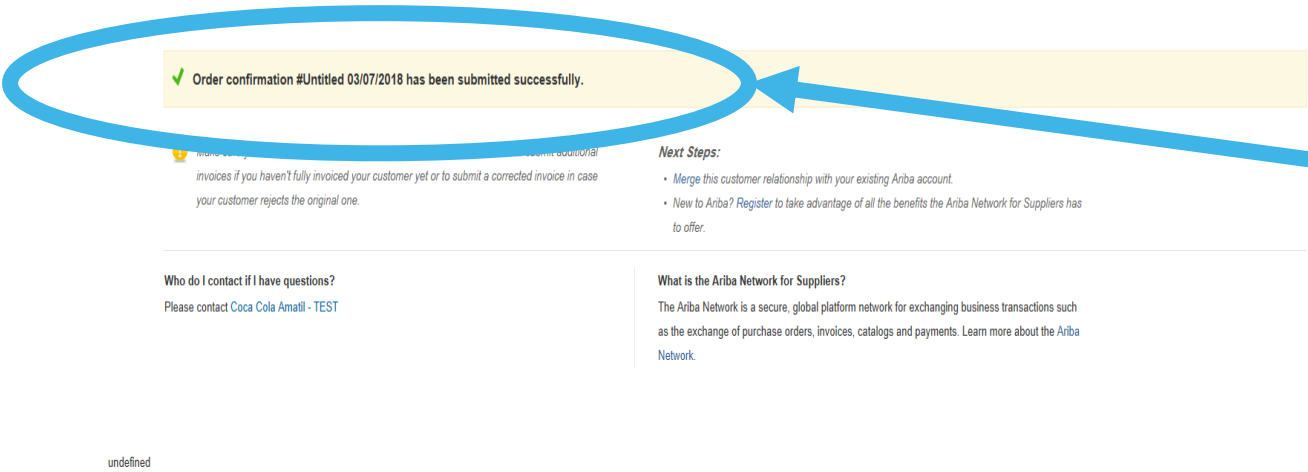 Order confirmation #Untitled 03/07/2018 has been submitted successfully.
additional
invoices if you haven't fully invoiced your customer yet or to submit a corrected invoice in case
your customer rejects the original one.
Next Steps:
• Merge this customer relationship with your existing Ariba account.
• New to Ariba? Register to take advantage of all the benefits the Ariba Network for Suppliers has
to offer.
Who do I contact if I have questions?
Please contact Coca Cola Amatil - TEST
What is the Ariba Network for Suppliers?
The Ariba Network is a secure, global platform network for exchanging business transactions such
as the exchange of purchase orders, invoices, catalogs and payments. Learn more about the Ariba
Network.
undefined